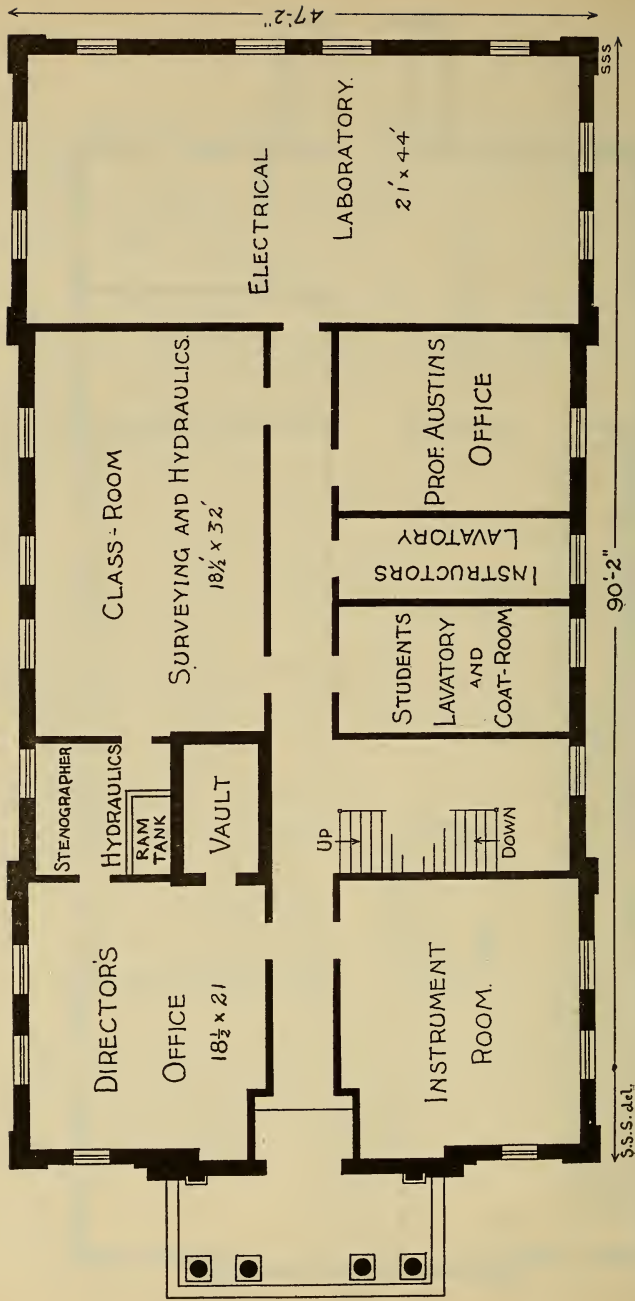 47'-2"
ELECTRICAL
LABORATORY.
21' x 44'
SSS
CLASS-ROOM
SURVEYING AND HYDRAULICS.
18½' x 32'
PROF. AUSTINS
OFFICE
INSTRUCTORS
LAVATORY
STUDENTS
LAVATORY
AND
COAT-ROOM
90'-2"
STENOGRAPHER
HYDRAULICS
RAM
TANK
VAULT
UP
DOWN
DIRECTOR'S
OFFICE
18½ x 21
INSTRUMENT
ROOM.
S.S.S. del.